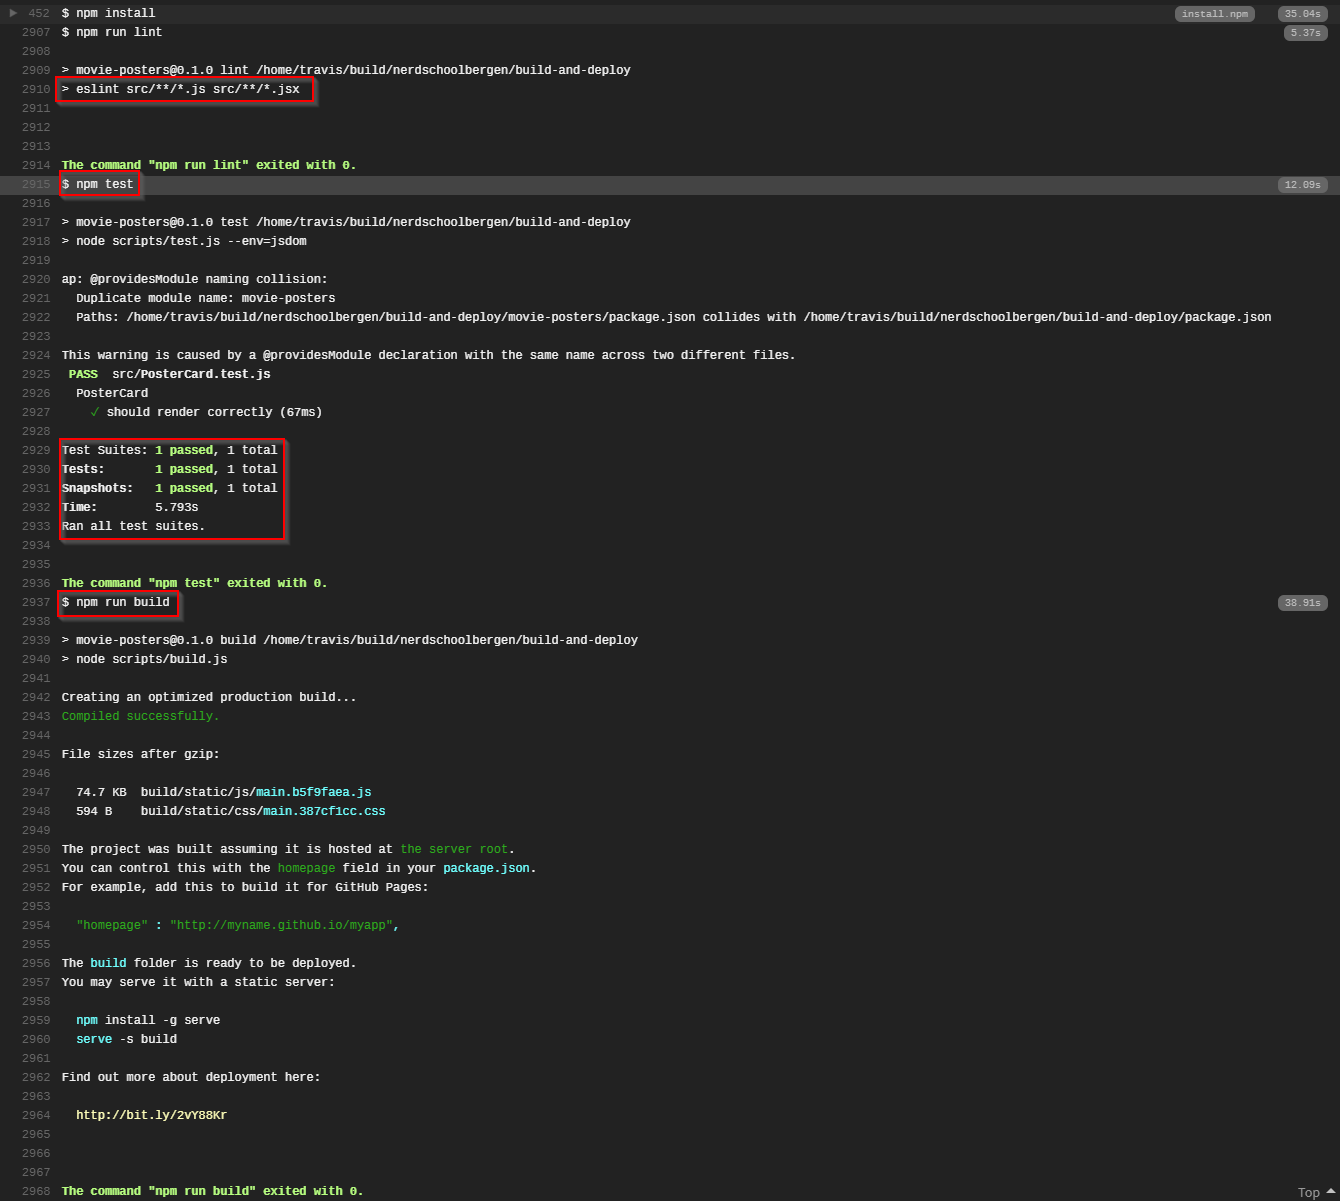 ▶ 452 $ npm install install.npm 35.04s
2907 $ npm run lint 5.37s
2908
2909 > movie-posters@0.1.0 lint /home/travis/build/nerdschoolbergen/build-and-deploy
2910 > eslint src/**/*.js src/**/*.jsx
2911
2912
2913
2914 The command "npm run lint" exited with 0.
2915 $ npm test 12.09s
2916
2917 > movie-posters@0.1.0 test /home/travis/build/nerdschoolbergen/build-and-deploy
2918 > node scripts/test.js --env=jsdom
2919
2920 ap: @providesModule naming collision:
2921 Duplicate module name: movie-posters
2922 Paths: /home/travis/build/nerdschoolbergen/build-and-deploy/movie-posters/package.json collides with /home/travis/build/nerdschoolbergen/build-and-deploy/package.json
2923
2924 This warning is caused by a @providesModule declaration with the same name across two different files.
2925 PASS src/PosterCard.test.js
2926 PosterCard
2927 ✓ should render correctly (67ms)
2928
2929 Test Suites: 1 passed, 1 total
2930 Tests: 1 passed, 1 total
2931 Snapshots: 1 passed, 1 total
2932 Time: 5.793s
2933 Ran all test suites.
2934
2935
2936 The command "npm test" exited with 0.
2937 $ npm run build 38.91s
2938
2939 > movie-posters@0.1.0 build /home/travis/build/nerdschoolbergen/build-and-deploy
2940 > node scripts/build.js
2941
2942 Creating an optimized production build...
2943 Compiled successfully.
2944
2945 File sizes after gzip:
2946
2947 74.7 KB build/static/js/main.b5f9faea.js
2948 594 B build/static/css/main.387cf1cc.css
2949
2950 The project was built assuming it is hosted at the server root.
2951 You can control this with the homepage field in your package.json.
2952 For example, add this to build it for GitHub Pages:
2953
2954 "homepage" : "http://myname.github.io/myapp",
2955
2956 The build folder is ready to be deployed.
2957 You may serve it with a static server:
2958
2959 npm install -g serve
2960 serve -s build
2961
2962 Find out more about deployment here:
2963
2964 http://bit.ly/2vY88Kr
2965
2966
2967
2968 The command "npm run build" exited with 0.
Top